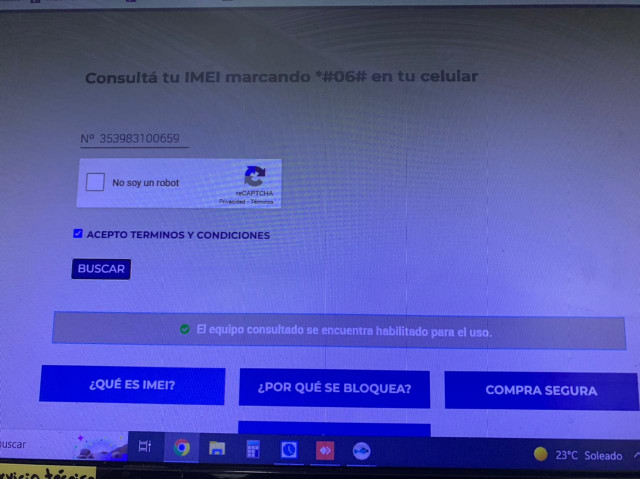 Consultá tu IMEI marcando *#06# en tu celular
Nº 353983100659
No soy un robot
reCAPTCHA
Privacidad - Términos
ACEPTO TERMINOS Y CONDICIONES
BUSCAR
El equipo consultado se encuentra habilitado para el uso.
¿QUÉ ES IMEI?
¿POR QUÉ SE BLOQUEA?
COMPRA SEGURA
buscar
23°C Soleado